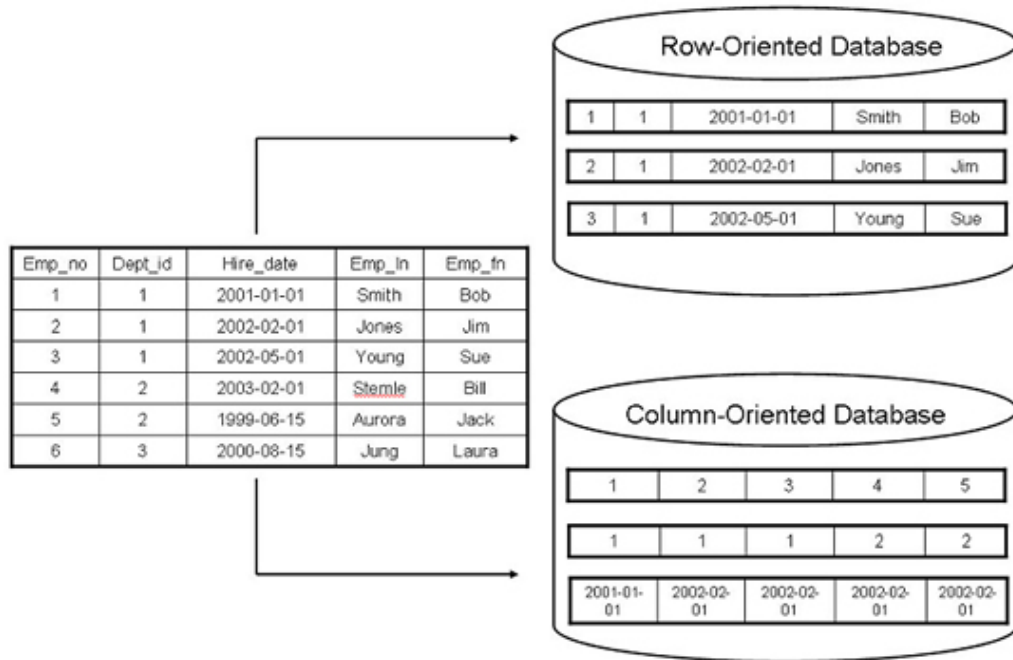 Row-Oriented Database
1 1 2001-01-01 Smith Bob
2 1 2002-02-01 Jones Jim
3 1 2002-05-01 Young Sue
Emp_no Dept_id Hire_date Emp_ln Emp_fn
1 1 2001-01-01 Smith Bob
2 1 2002-02-01 Jones Jim
3 1 2002-05-01 Young Sue
4 2 2003-02-01 Stemle Bill
5 2 1999-06-15 Aurora Jack
6 3 2000-08-15 Jung Laura
Column-Oriented Database
1 2 3 4 5
1 1 1 2 2
2001-01- 2002-02- 2002-02- 2002-02- 2002-02-
01 01 01 01 01